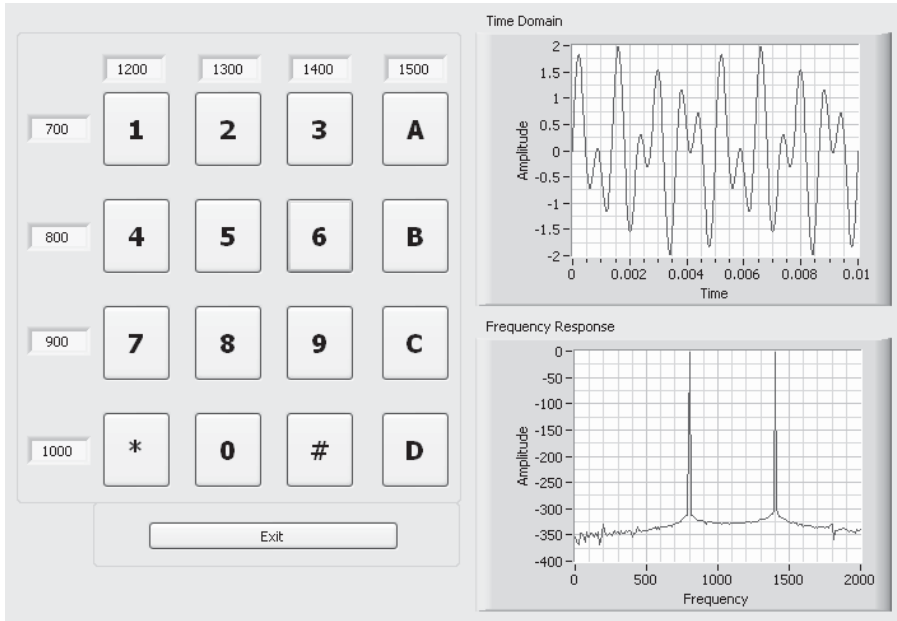 1200 1300 1400 1500
700 1 2 3 A
800 4 5 6 B
900 7 8 9 C
1000 * 0 # D
Exit
Time Domain
2
1.5
1
0.5
0
-0.5
-1
-1.5
-2
Amplitude
0 0.002 0.004 0.006 0.008 0.01
Time
Frequency Response
0
-50
-100
-150
-200
-250
-300
-350
-400
Amplitude
0 500 1000 1500 2000
Frequency